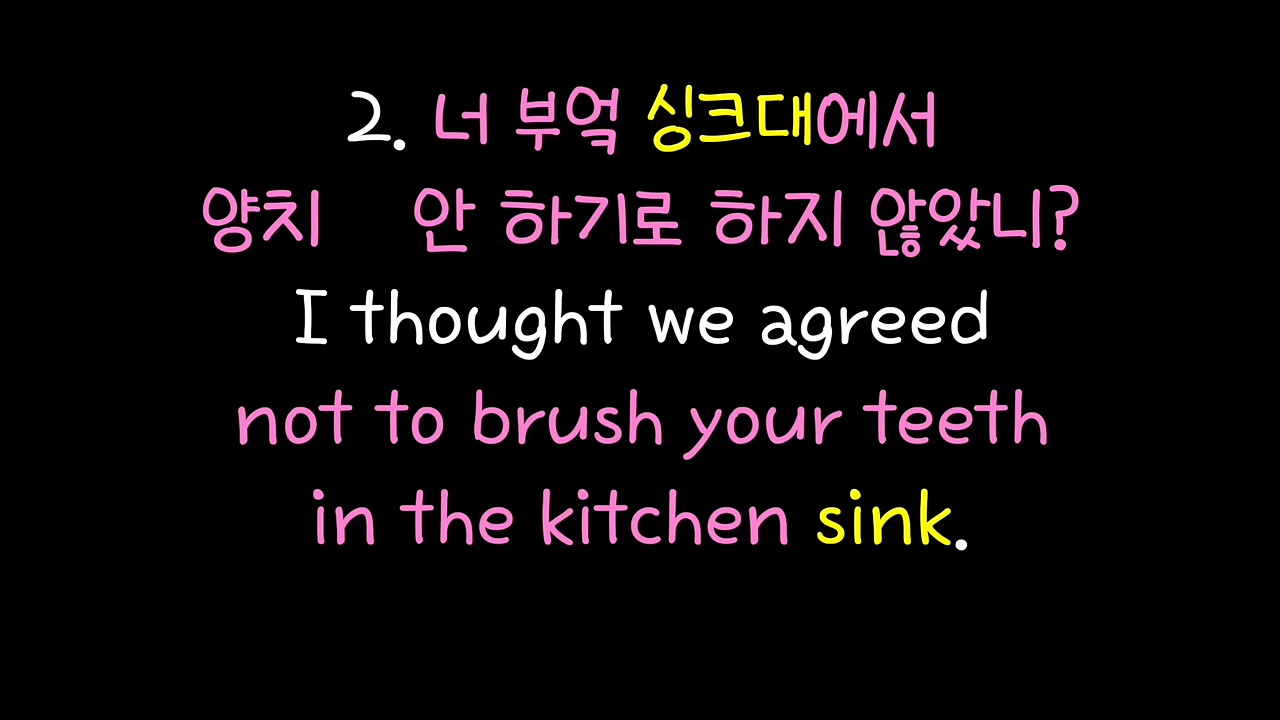 2. 너 부엌 싱크대에서
양치 안 하기로 하지 않았니?
I thought we agreed
not to brush your teeth
in the kitchen sink.